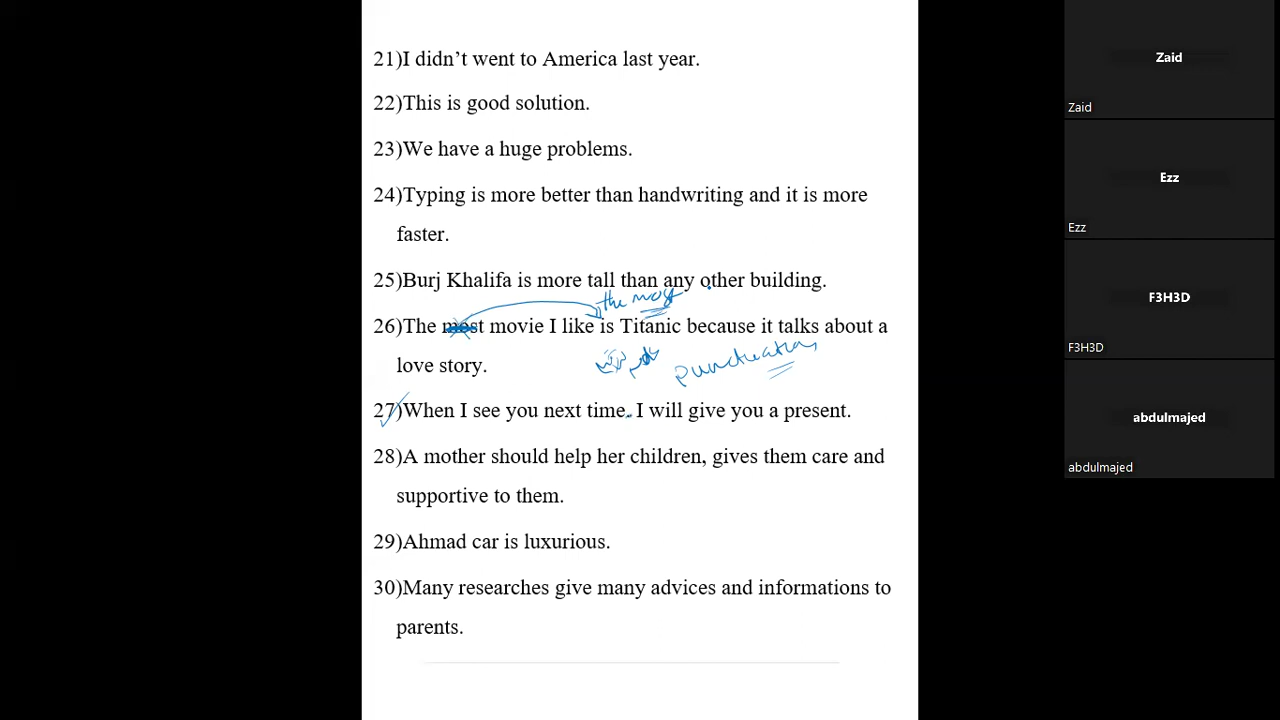 21)I didn’t went to America last year.
22)This is good solution.
23)We have a huge problems.
24)Typing is more better than handwriting and it is more
faster.
25)Burj Khalifa is more tall than any other building.
the most
26)The most movie I like is Titanic because it talks about a
love story.
punctuation
27)When I see you next time. I will give you a present.
28)A mother should help her children, gives them care and
supportive to them.
29)Ahmad car is luxurious.
30)Many researches give many advices and informations to
parents.
Zaid
Zaid
Ezz
Ezz
F3H3D
F3H3D
abdulmajed
abdulmajed